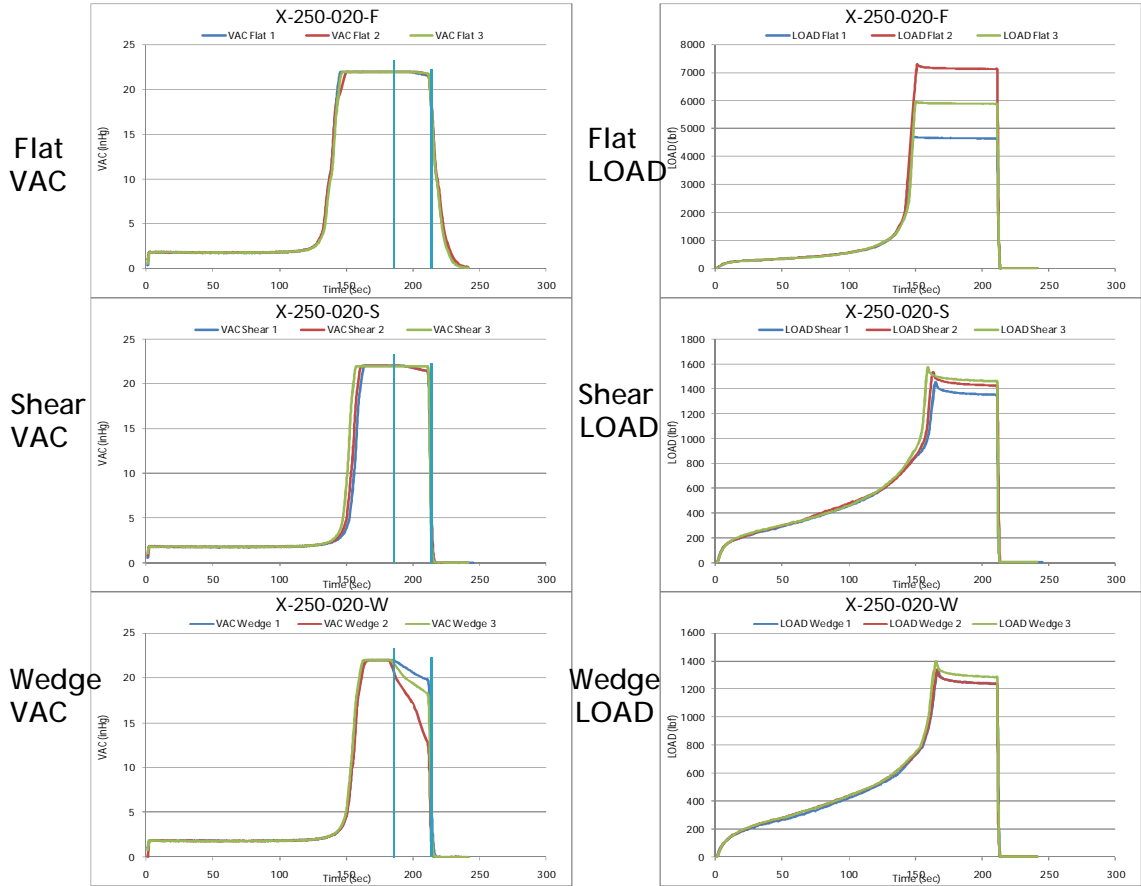 X-250-020-F
VAC Flat 1 VAC Flat 2 VAC Flat 3
Flat
VAC
VAC (inHg)
25
20
15
10
5
0
0 50 100 150 200 250 300
Time (sec)
X-250-020-F
LOAD Flat 1 LOAD Flat 2 LOAD Flat 3
Flat
LOAD
LOAD (lbf)
8000
7000
6000
5000
4000
3000
2000
1000
0
0 50 100 150 200 250 300
Time (sec)
X-250-020-S
VAC Shear 1 VAC Shear 2 VAC Shear 3
Shear
VAC
VAC (inHg)
25
20
15
10
5
0
0 50 100 150 200 250 300
Time (sec)
X-250-020-S
LOAD Shear 1 LOAD Shear 2 LOAD Shear 3
Shear
LOAD
LOAD (lbf)
1800
1600
1400
1200
1000
800
600
400
200
0
0 50 100 150 200 250 300
Time (sec)
X-250-020-W
VAC Wedge 1 VAC Wedge 2 VAC Wedge 3
Wedge
VAC
VAC (inHg)
25
20
15
10
5
0
0 50 100 150 200 250 300
Time (sec)
X-250-020-W
LOAD Wedge 1 LOAD Wedge 2 LOAD Wedge 3
Wedge
LOAD
LOAD (lbf)
1600
1400
1200
1000
800
600
400
200
0
0 50 100 150 200 250 300
Time (sec)